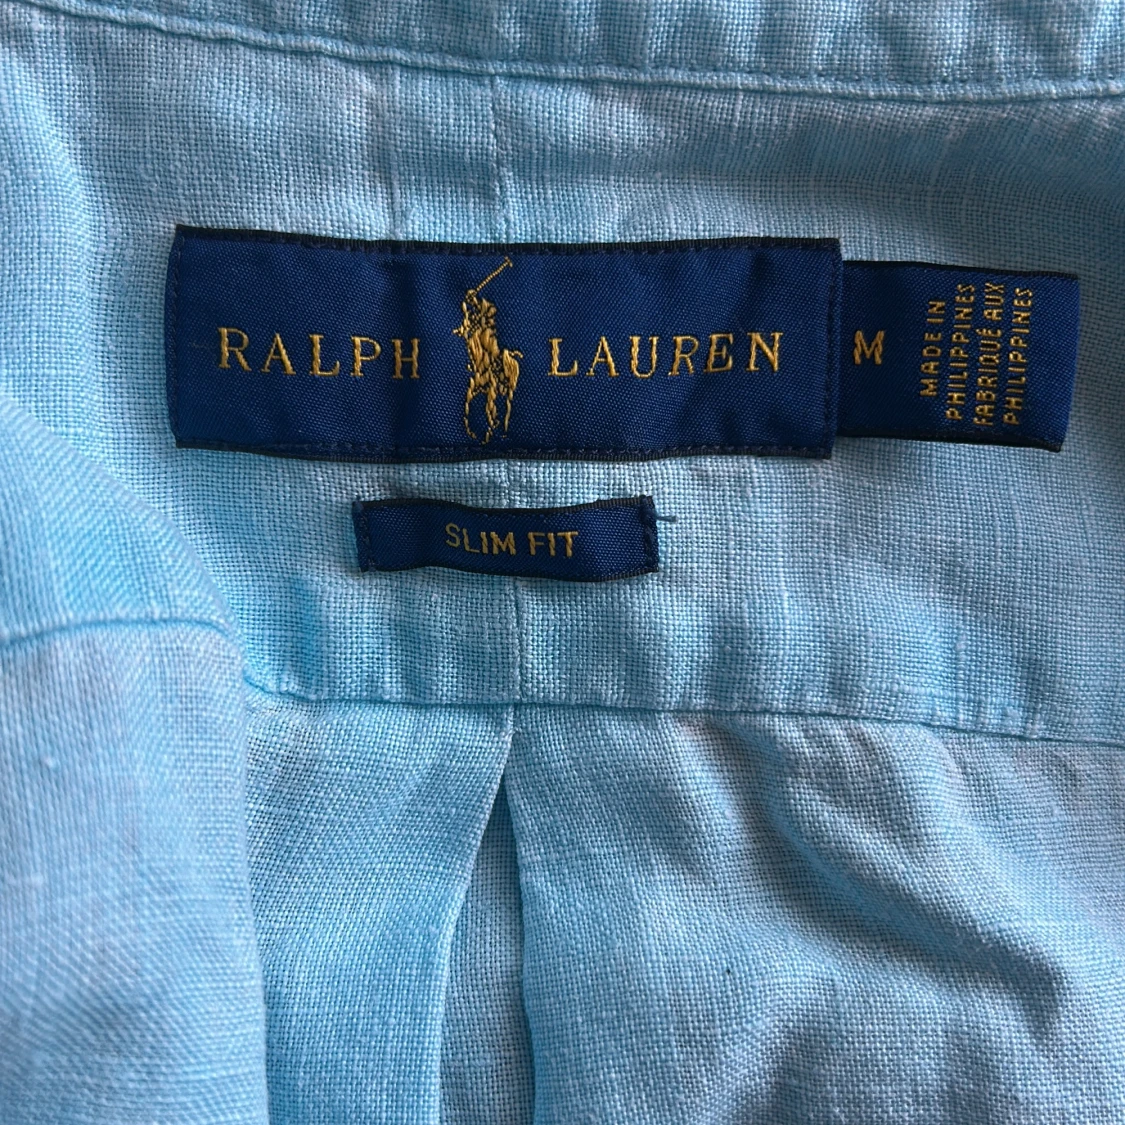 RALPH LAUREN
M
MADE IN
PHILIPPINES
FABRIQUÉ AUX
PHILIPPINES
SLIM FIT